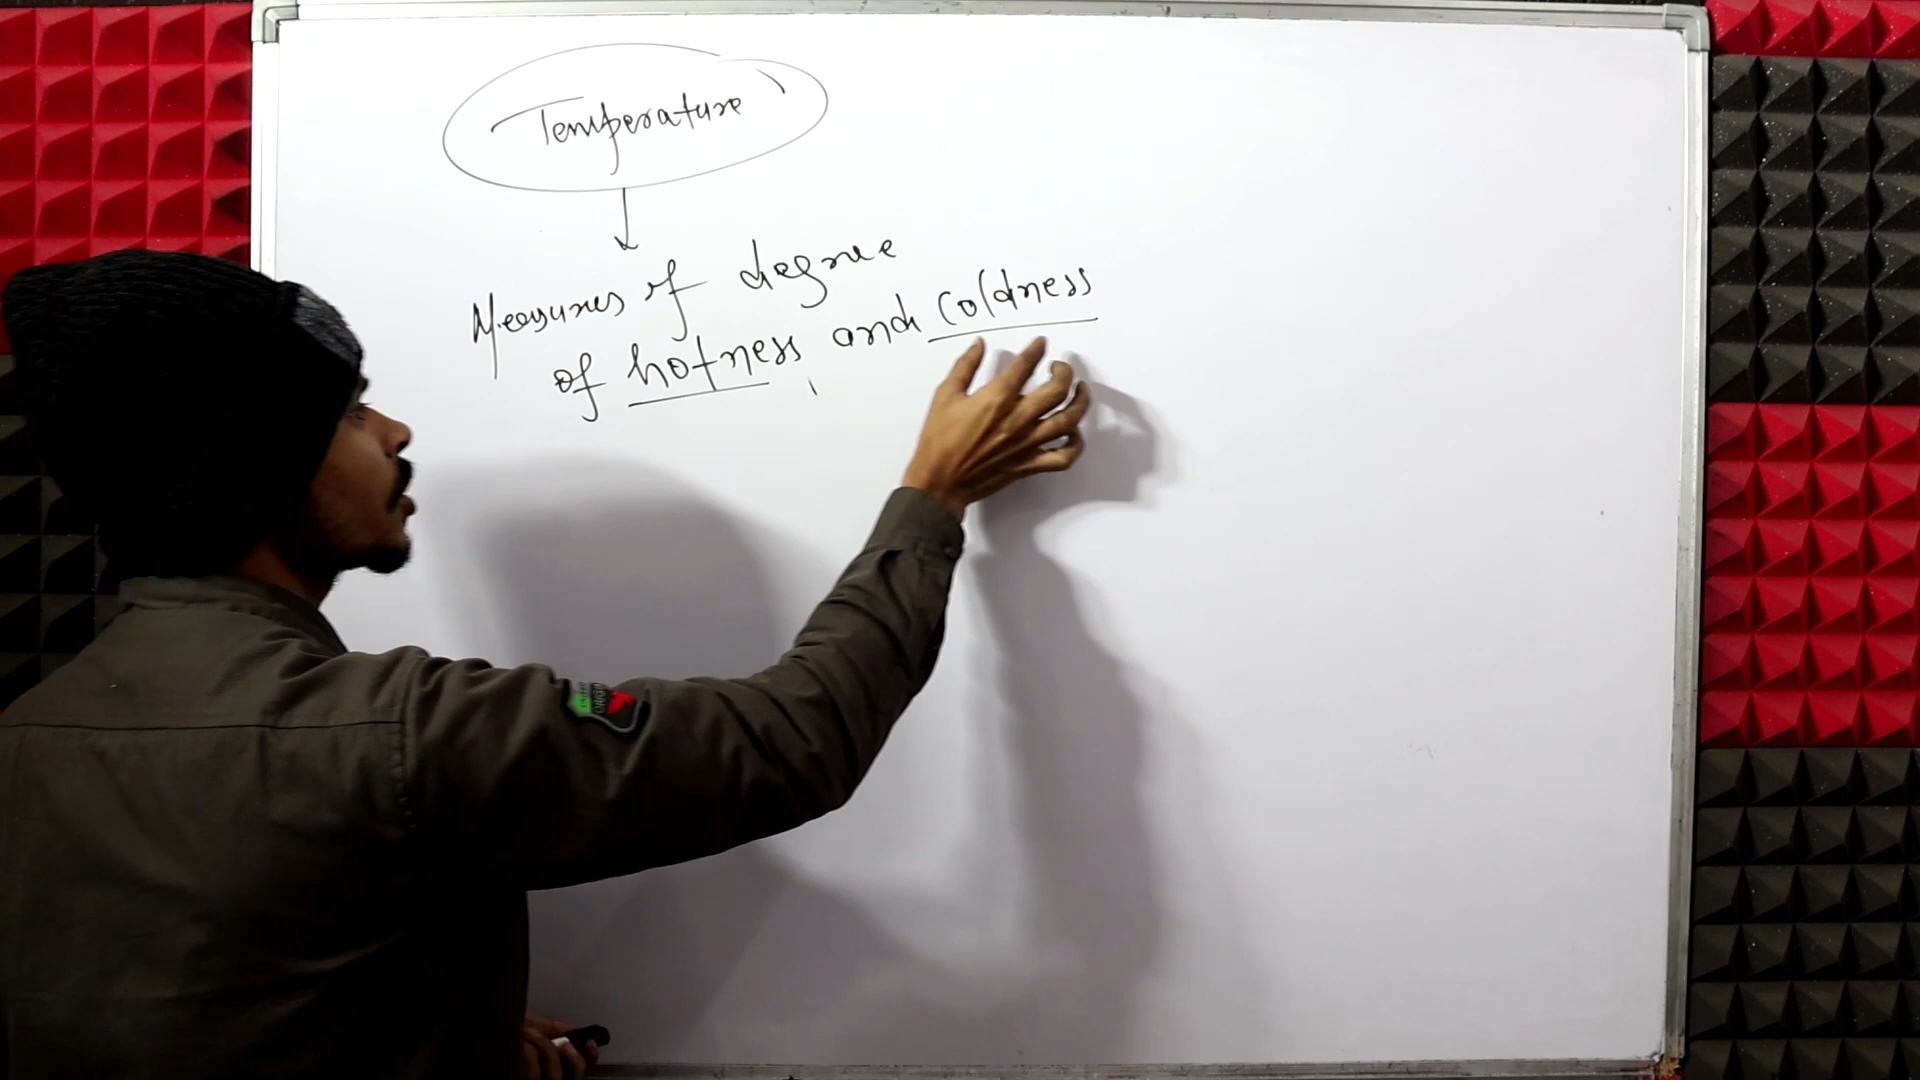 Temperature
Measures of degree
of hotness and coldness